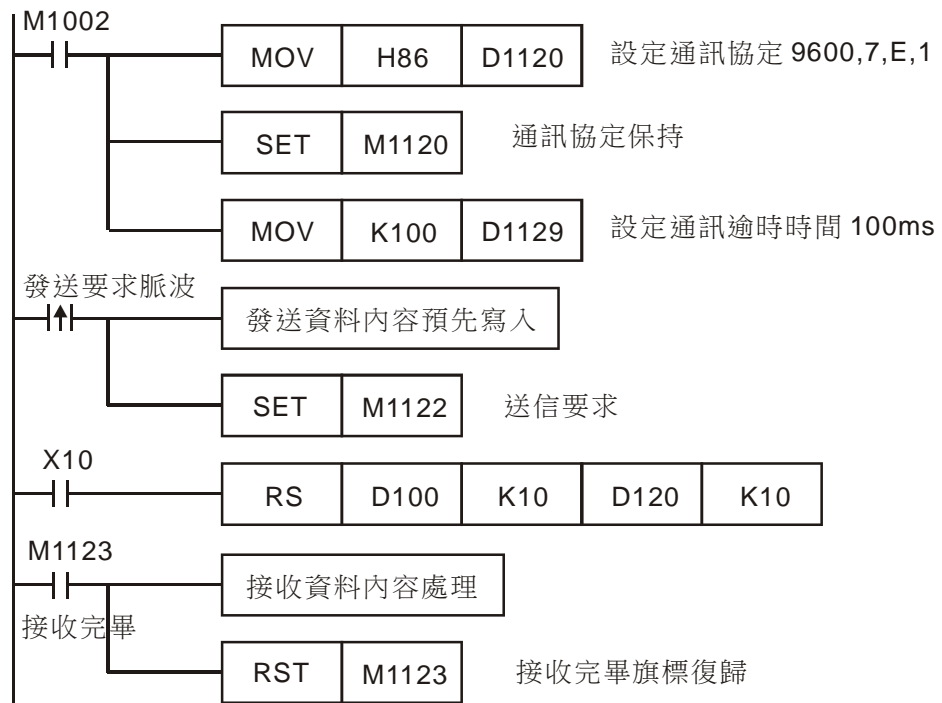 M1002
MOV H86 D1120 設定通訊協定 9600,7,E,1
SET M1120 通訊協定保持
MOV K100 D1129 設定通訊逾時時間 100ms
發送要求脈波
發送資料內容預先寫入
SET M1122 送信要求
X10
RS D100 K10 D120 K10
M1123
接收資料內容處理
接收完畢
RST M1123 接收完畢旗標復歸